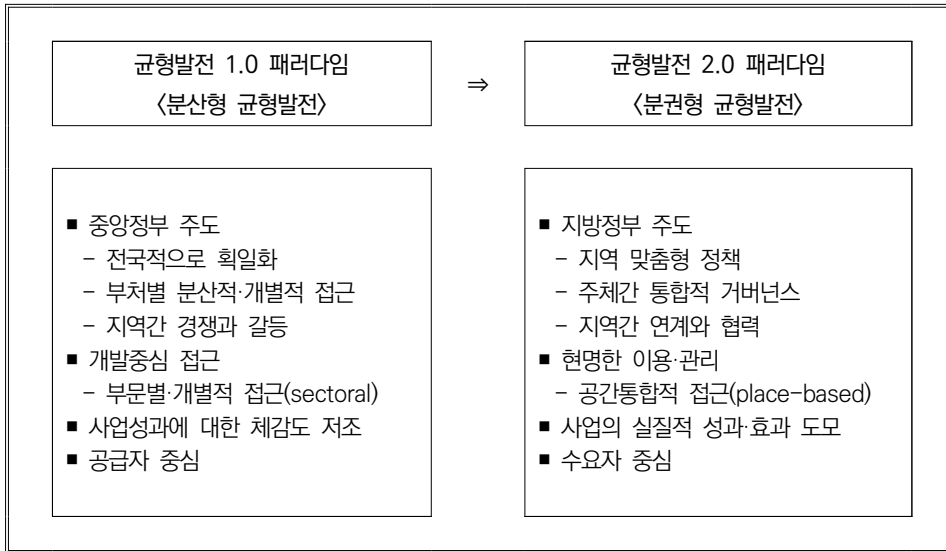 균형발전 1.0 패러다임
〈분산형 균형발전〉
⇒
균형발전 2.0 패러다임
〈분권형 균형발전〉
■ 중앙정부 주도
- 전국적으로 획일화
- 부처별 분산적·개별적 접근
- 지역간 경쟁과 갈등
■ 개발중심 접근
- 부문별·개별적 접근(sectoral)
■ 사업성과에 대한 체감도 저조
■ 공급자 중심
■ 지방정부 주도
- 지역 맞춤형 정책
- 주체간 통합적 거버넌스
- 지역간 연계와 협력
■ 현명한 이용·관리
- 공간통합적 접근(place-based)
■ 사업의 실질적 성과·효과 도모
■ 수요자 중심